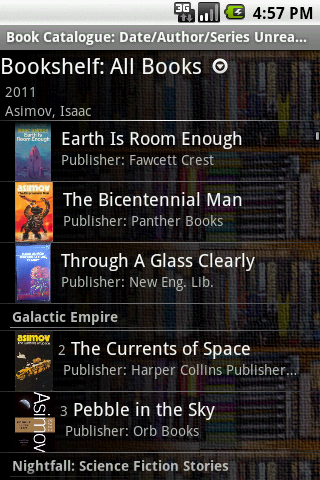 3G
4:57 PM
Book Catalogue: Date/Author/Series Unrea...
Bookshelf: All Books
2011
Asimov, Isaac
Earth Is Room Enough
Publisher: Fawcett Crest
ASIMOV
The Bicentennial Man
Publisher: Panther Books
ASIMOV
Through A Glass Clearly
Publisher: New Eng. Lib.
Galactic Empire
ASIMOV
2 The Currents of Space
Publisher: Harper Collins Publisher...
Asimov
3 Pebble in the Sky
Publisher: Orb Books
Nightfall: Science Fiction Stories